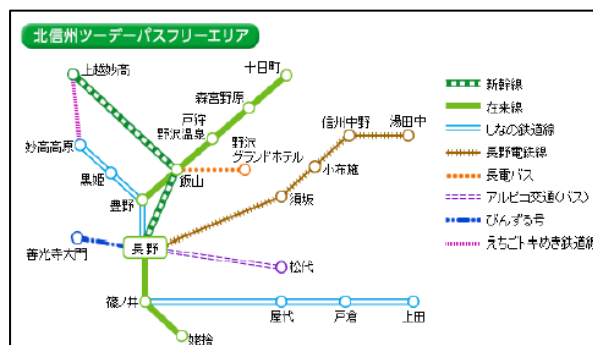 北信州ツーデーパスフリーエリア
上越妙高
十日町
森宮野原
戸狩
野沢温泉
信州中野
湯田中
妙高高原
野沢
グランドホテル
黒姫
飯山
小布施
豊野
須坂
長野
善光寺大門
松代
篠ノ井
屋代
戸倉
上田
姨捨
新幹線
在来線
しなの鉄道線
長野電鉄線
長電バス
アルピコ交通(バス)
びんずる号
えちごトキめき鉄道線